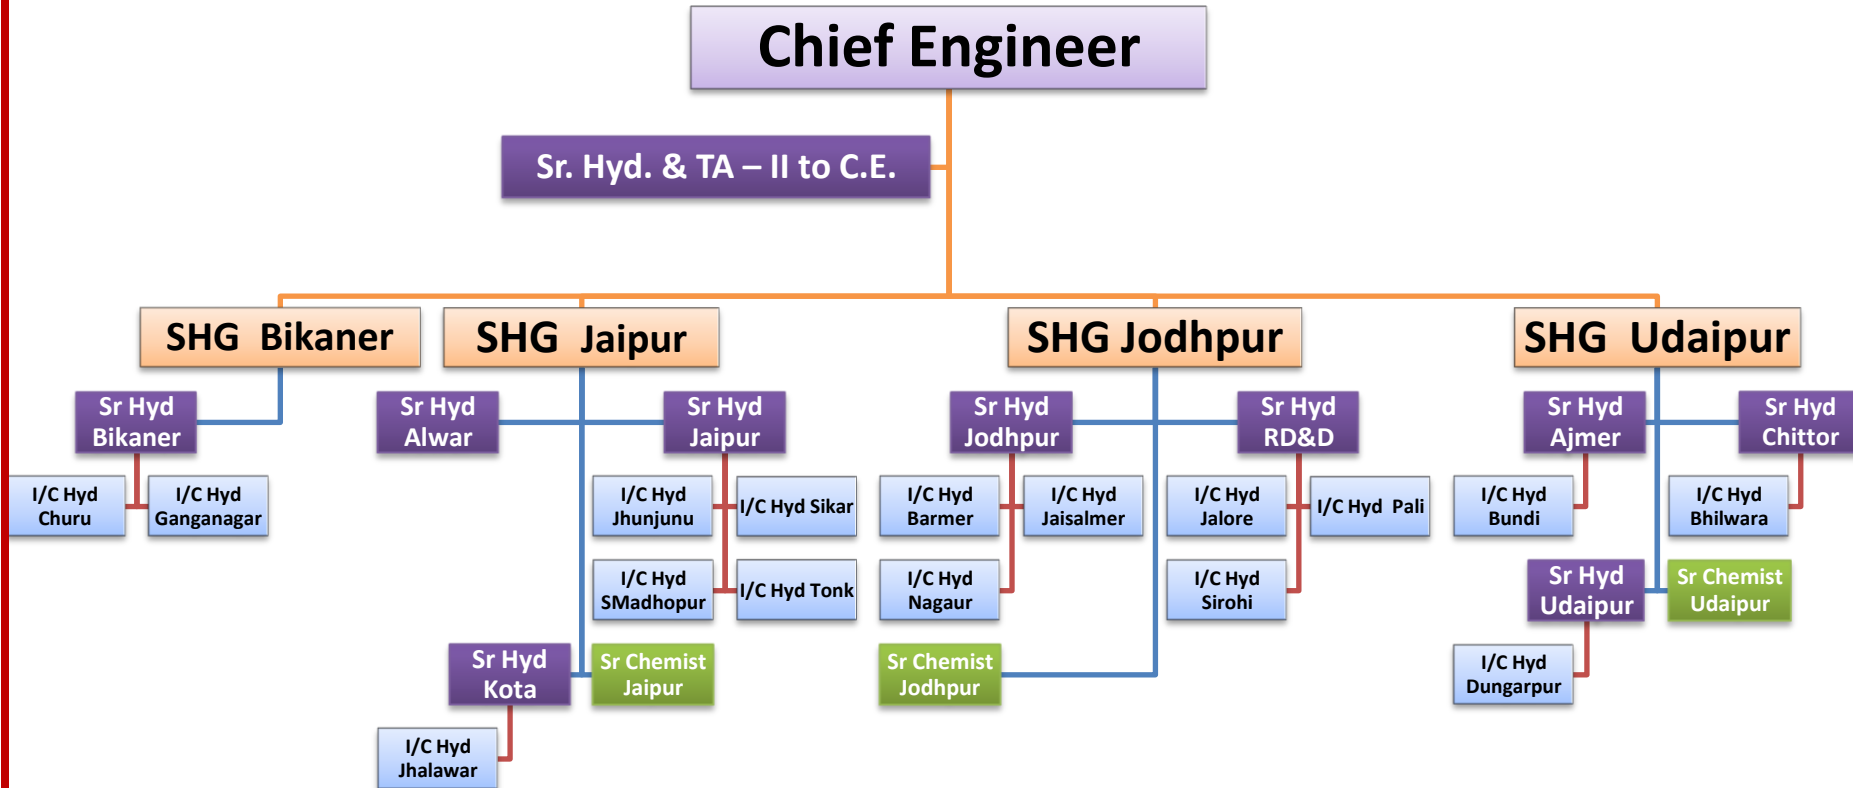 Chief Engineer
Sr. Hyd. & TA – II to C.E.
SHG Bikaner
SHG Jaipur
SHG Jodhpur
SHG Udaipur
Sr Hyd
Bikaner
Sr Hyd
Alwar
Sr Hyd
Jaipur
Sr Hyd
Jodhpur
Sr Hyd
RD&D
Sr Hyd
Ajmer
Sr Hyd
Chittor
I/C Hyd
Churu
I/C Hyd
Ganganagar
I/C Hyd
Jhunjunu
I/C Hyd Sikar
I/C Hyd
Barmer
I/C Hyd
Jaisalmer
I/C Hyd
Jalore
I/C Hyd Pali
I/C Hyd
Bundi
I/C Hyd
Bhilwara
I/C Hyd
SMadhopur
I/C Hyd Tonk
I/C Hyd
Nagaur
I/C Hyd
Sirohi
Sr Hyd
Udaipur
Sr Chemist
Udaipur
Sr Hyd
Kota
Sr Chemist
Jaipur
Sr Chemist
Jodhpur
I/C Hyd
Dungarpur
I/C Hyd
Jhalawar